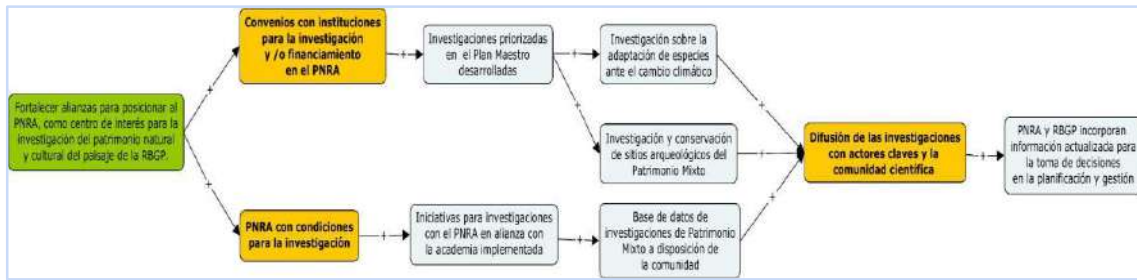 Fortalecer alianzas para posicionar al
PNRA, como centro de interés para la
investigación del patrimonio natural
y cultural del paisaje de la RBGP.
Convenios con instituciones
para la investigación
y /o financiamiento
en el PNRA
+
Investigaciones priorizadas
en el Plan Maestro
desarrolladas
+
Investigación sobre la
adaptación de especies
ante el cambio climático
+
+
+
+
Investigación y conservación
de sitios arqueológicos del
Patrimonio Mixto
+
Difusión de las investigaciones
con actores claves y la
comunidad científica
+
PNRA y RBGP incorporan
información actualizada para
la toma de decisiones
en la planificación y gestión
PNRA con condiciones
para la investigación
+
Iniciativas para investigaciones
con el PNRA en alianza con
la academia implementada
+
Base de datos de
investigaciones de Patrimonio
Mixto a disposición de
la comunidad
+